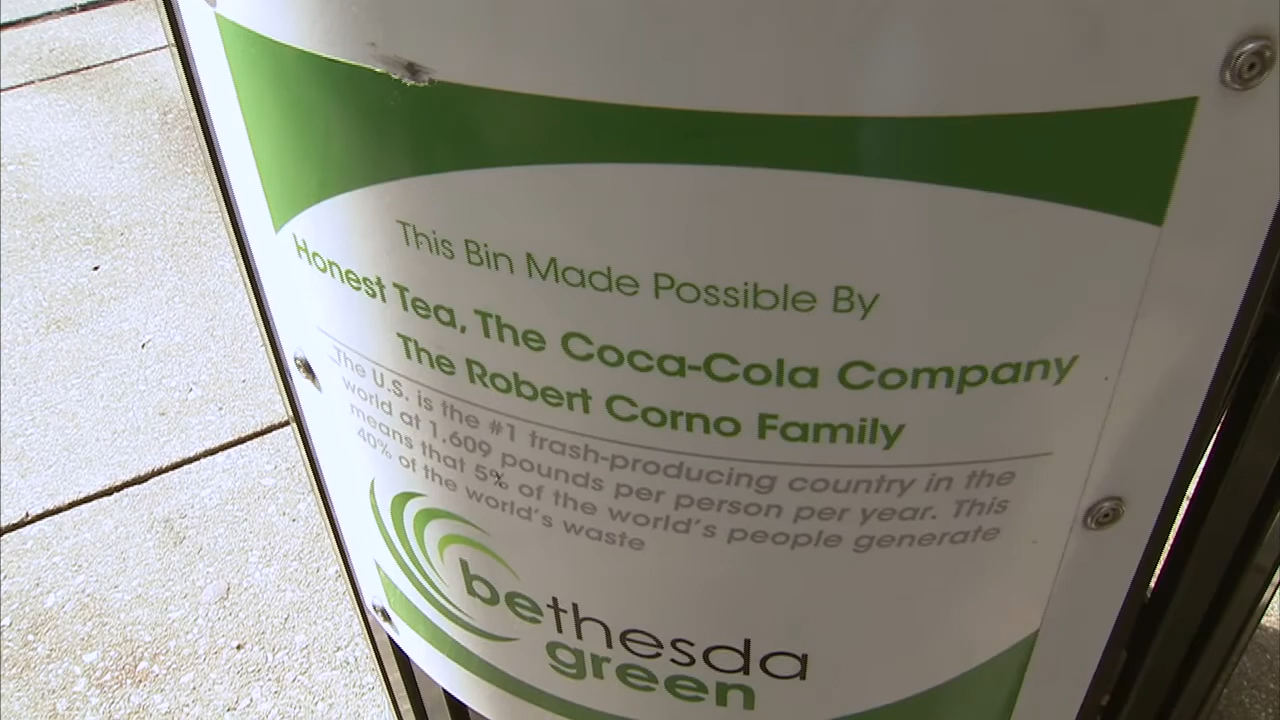 This Bin Made Possible By
Honest Tea, The Coca-Cola Company
The Robert Corno Family
The U.S. is the #1 trash-producing country in the
world at 1,609 pounds per person per year. This
means that 5% of the world's people generate
40% of the world's waste
bethesda
green